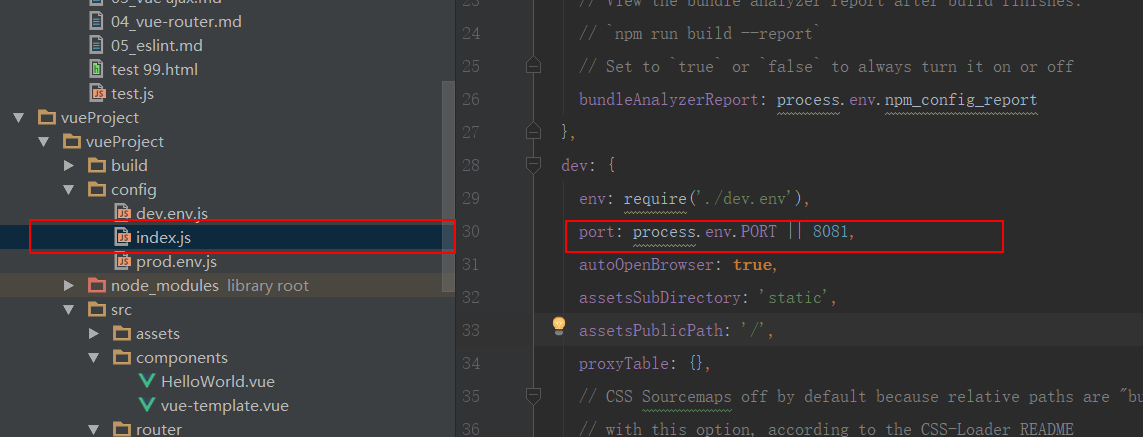 03_vue-ajax.md
04_vue-router.md
05_eslint.md
test 99.html
test.js
vueProject
vueProject
build
config
dev.env.js
index.js
prod.env.js
node_modules library root
src
assets
components
HelloWorld.vue
vue-template.vue
router
23 // View the bundle analyzer report after build finishes:
24 // `npm run build --report`
25 // Set to `true` or `false` to always turn it on or off
26 bundleAnalyzerReport: process.env.npm_config_report
27 },
28 dev: {
29 env: require('./dev.env'),
30 port: process.env.PORT || 8081,
31 autoOpenBrowser: true,
32 assetsSubDirectory: 'static',
33 assetsPublicPath: '/',
34 proxyTable: {},
35 // CSS Sourcemaps off by default because relative paths are "bu
36 // with this option, according to the CSS-Loader README